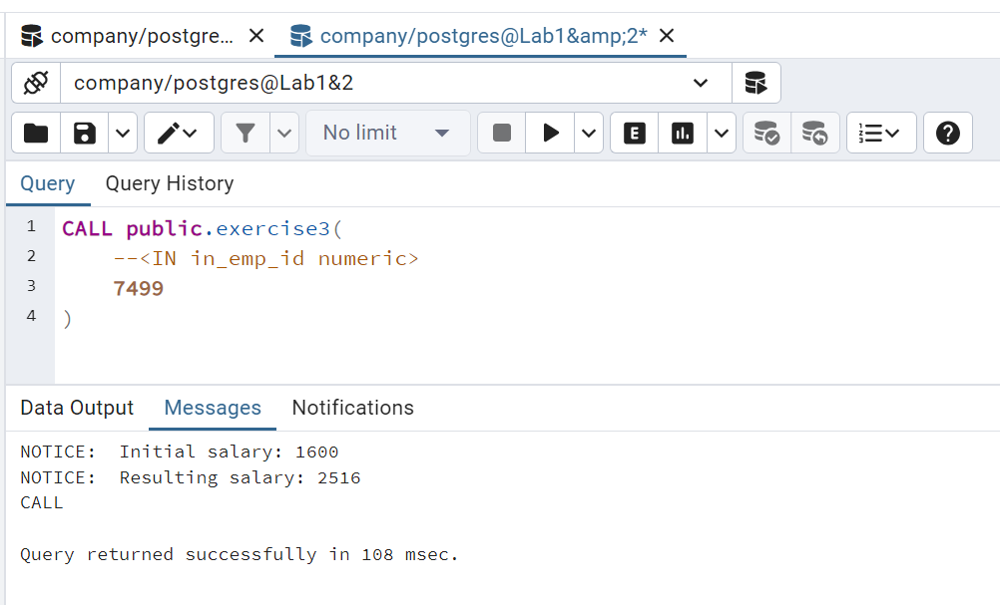 company/postgre...
company/postgres@Lab1&amp;2*
company/postgres@Lab1&2
No limit
E
Query
Query History
1 CALL public.exercise3(
2 --<IN in_emp_id numeric>
3 7499
4 )
Data Output
Messages
Notifications
NOTICE:  Initial salary: 1600
NOTICE:  Resulting salary: 2516
CALL
Query returned successfully in 108 msec.